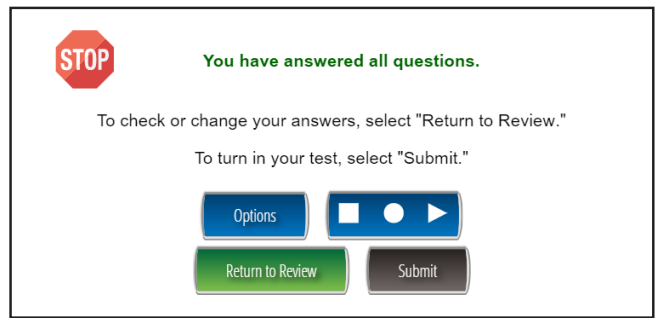 STOP
You have answered all questions.
To check or change your answers, select "Return to Review."
To turn in your test, select "Submit."
Options
Return to Review Submit